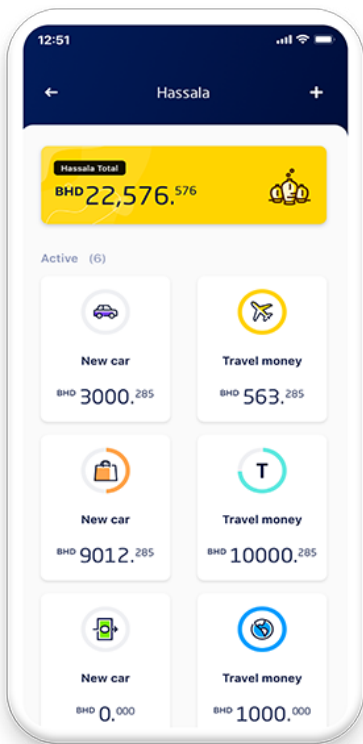 12:51
Hassala
Hassala Total
BHD 22,576.576
Active (6)
New car
BHD 3000.285
Travel money
BHD 563.285
New car
BHD 9012.285
T
Travel money
BHD 10000.285
New car
BHD 0.000
Travel money
BHD 1000.000